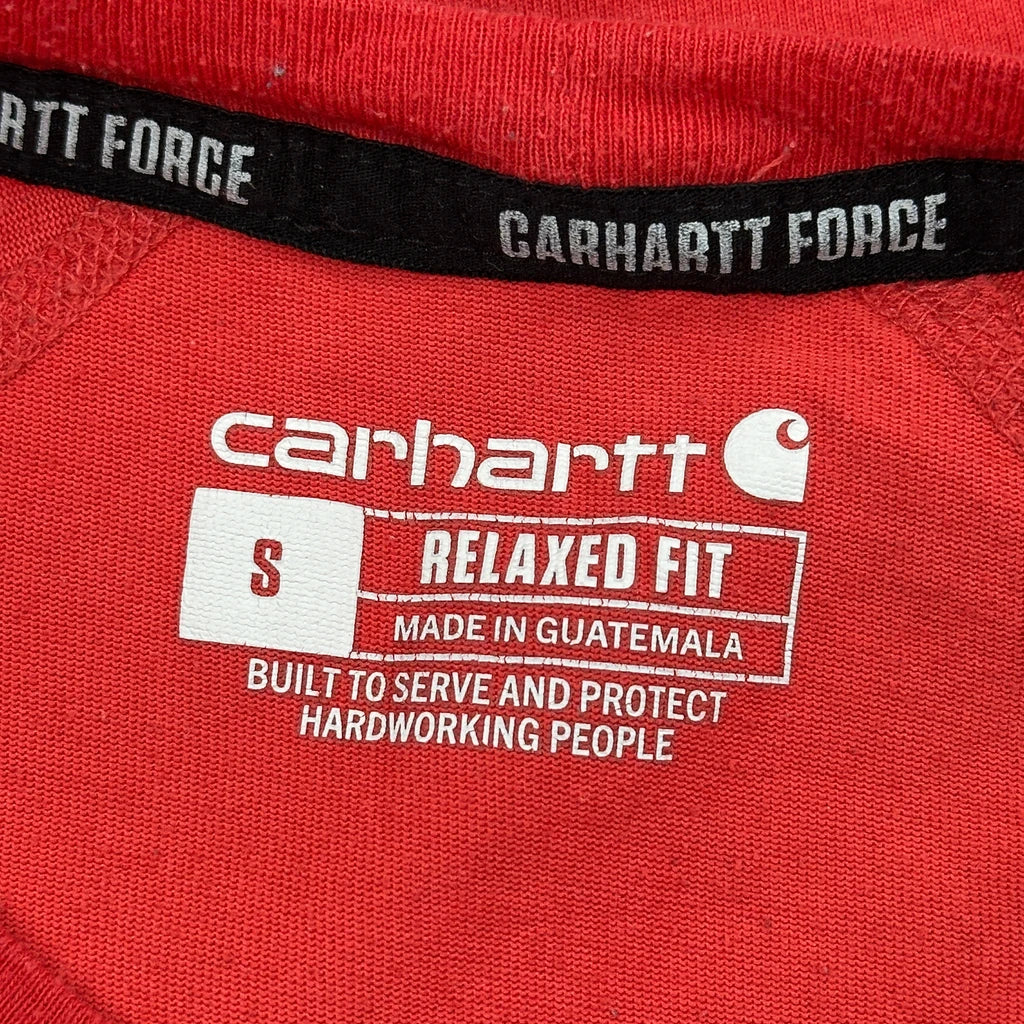 RTT FORCE
CARHARTT FORCE
carhartt
S
RELAXED FIT
MADE IN GUATEMALA
BUILT TO SERVE AND PROTECT
HARDWORKING PEOPLE